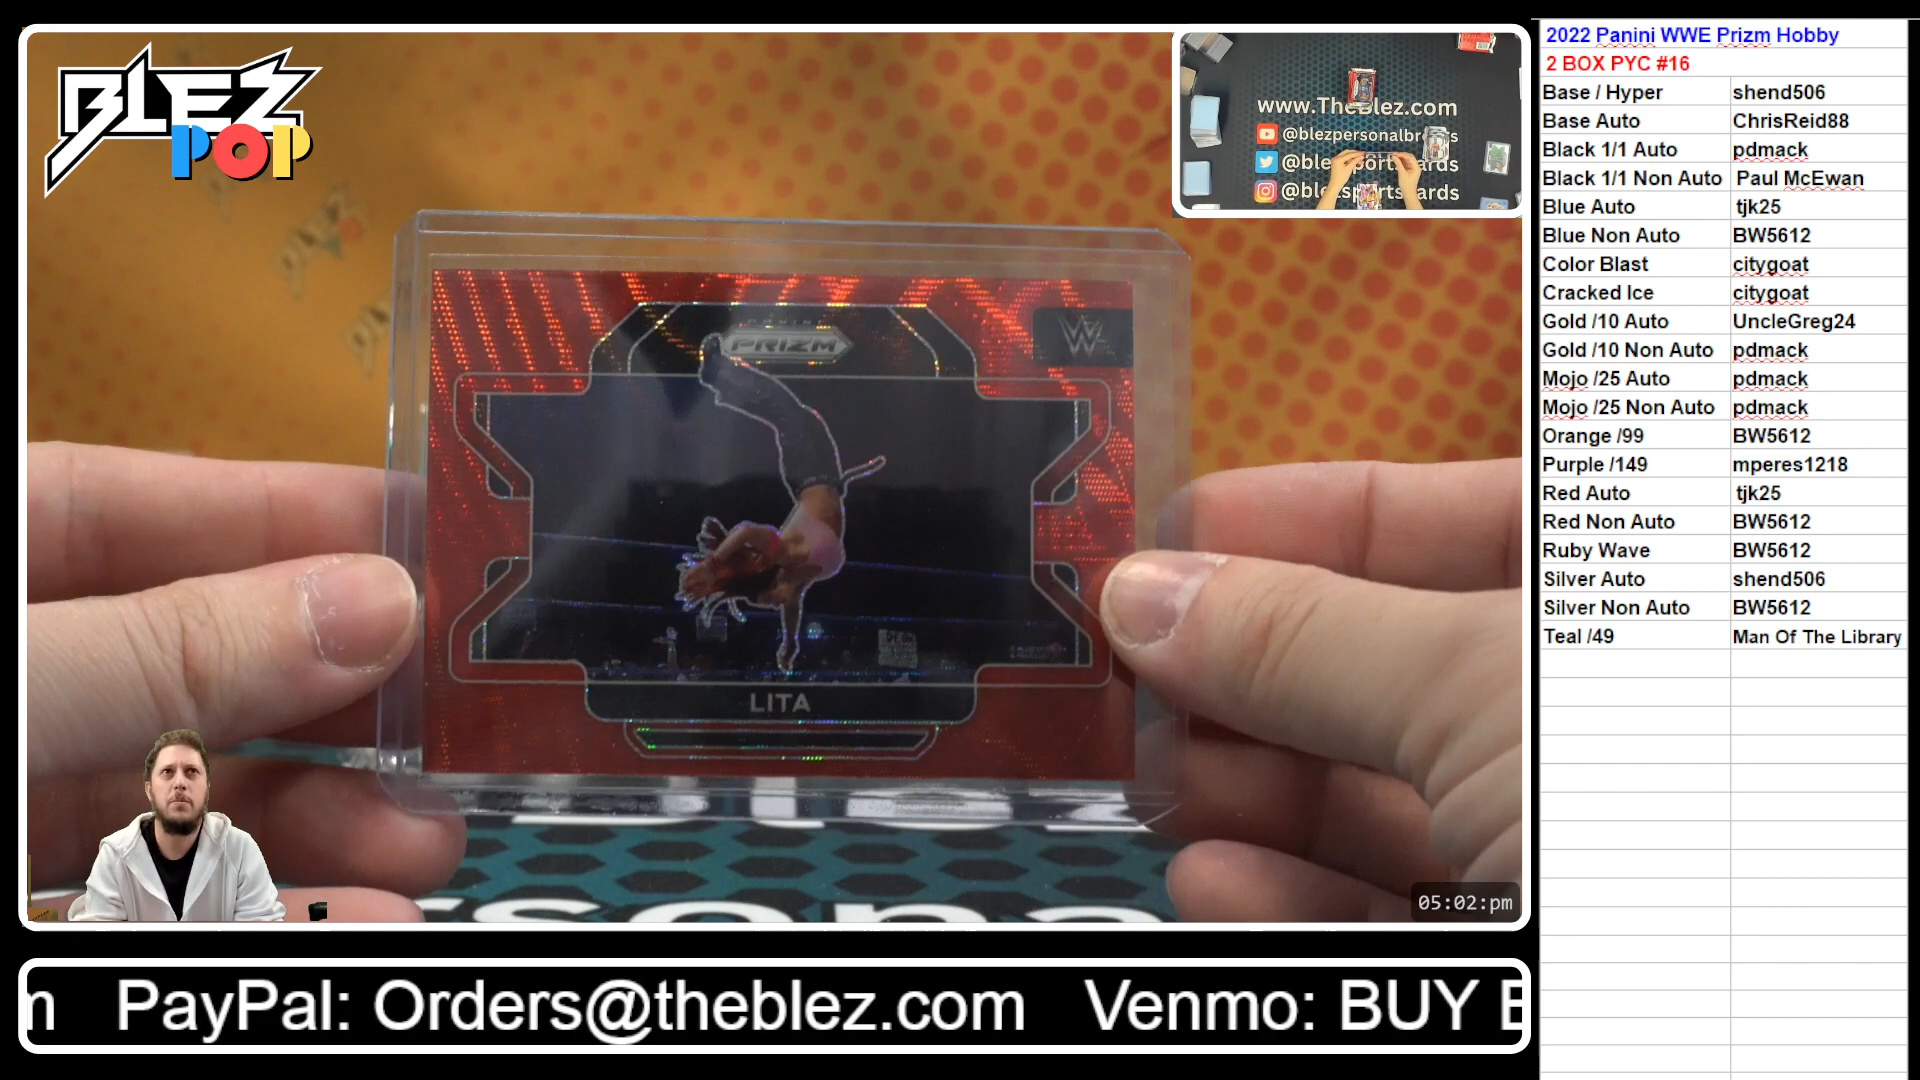 BLEZ
POP
www.TheBlez.com
@blezpersonalbr
@blezsportscards
@blezsportscards
PANINI
PRIZM
W
LITA
05:02:pm
PayPal: Orders@theblez.com Venmo: BUY
2022 Panini WWE Prizm Hobby
2 BOX PYC #16
Base / Hyper shend506
Base Auto ChrisReid88
Black 1/1 Auto pdmack
Black 1/1 Non Auto Paul McEwan
Blue Auto tjk25
Blue Non Auto BW5612
Color Blast citygoat
Cracked Ice citygoat
Gold /10 Auto UncleGreg24
Gold /10 Non Auto pdmack
Mojo /25 Auto pdmack
Mojo /25 Non Auto pdmack
Orange /99 BW5612
Purple /149 mperes1218
Red Auto tjk25
Red Non Auto BW5612
Ruby Wave BW5612
Silver Auto shend506
Silver Non Auto BW5612
Teal /49 Man Of The Library